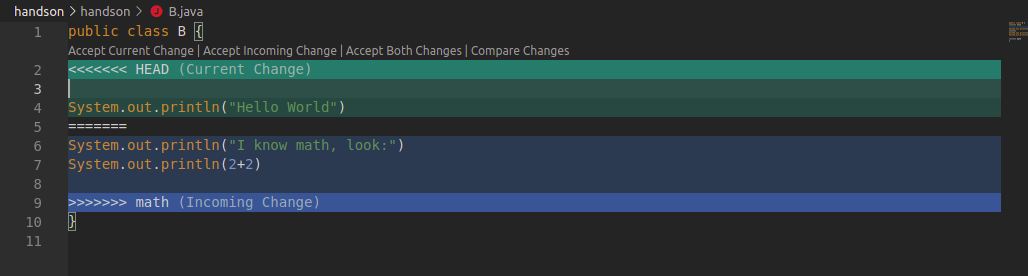 handson > handson > J B.java
1 public class B {
Accept Current Change | Accept Incoming Change | Accept Both Changes | Compare Changes
2 <<<<<<< HEAD (Current Change)
3
4 System.out.println("Hello World")
5 =======
6 System.out.println("I know math, look:")
7 System.out.println(2+2)
8
9 >>>>>>> math (Incoming Change)
10 }
11